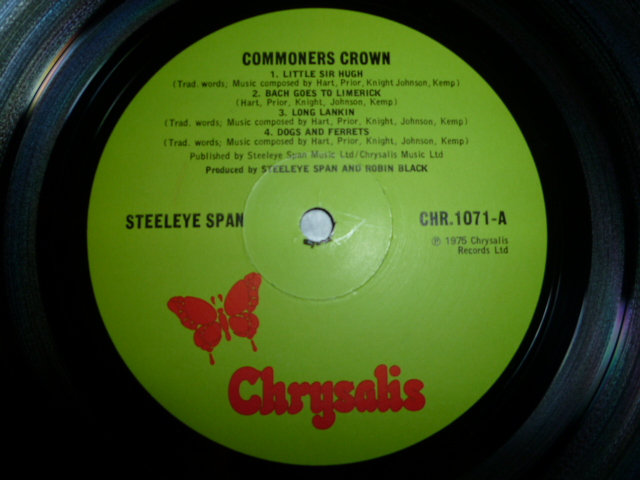 COMMONERS CROWN
1. LITTLE SIR HUGH
(Trad. words; Music composed by Hart, Prior, Knight Johnson, Kemp)
2. BACH GOES TO LIMERICK
(Hart, Prior, Knight, Johnson, Kemp)
3. LONG LANKIN
(Trad. words; Music composed by Hart, Prior, Knight, Johnson, Kemp)
4. DOGS AND FERRETS
(Trad. words; Music composed by Hart, Prior, Knight, Johnson, Kemp)
Published by Steeleye Span Music Ltd/Chrysalis Music Ltd
Produced by STEELEYE SPAN AND ROBIN BLACK
STEELEYE SPAN
CHR.1071-A
℗ 1975 Chrysalis
Records Ltd
Chrysalis